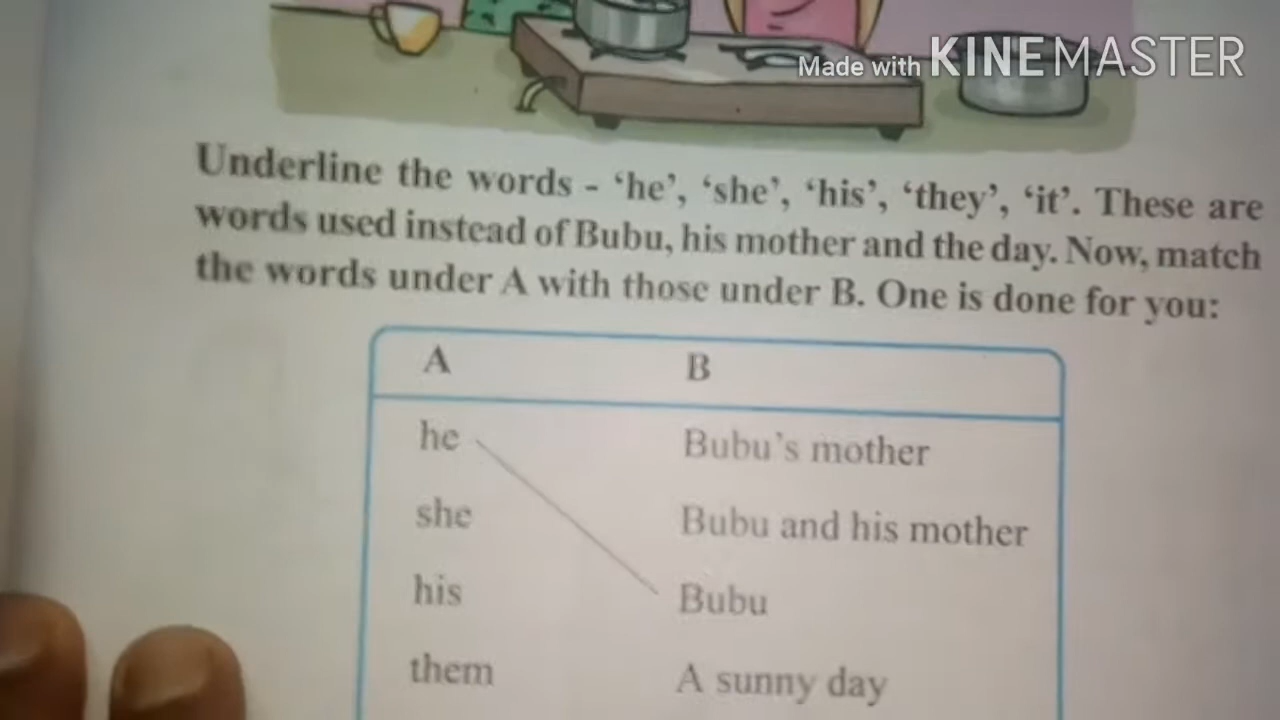 Made with KINEMASTER
Underline the words - ‘he’, ‘she’, ‘his’, ‘they’, ‘it’. These are
words used instead of Bubu, his mother and the day. Now, match
the words under A with those under B. One is done for you:
A B
he Bubu’s mother
she Bubu and his mother
his Bubu
them A sunny day